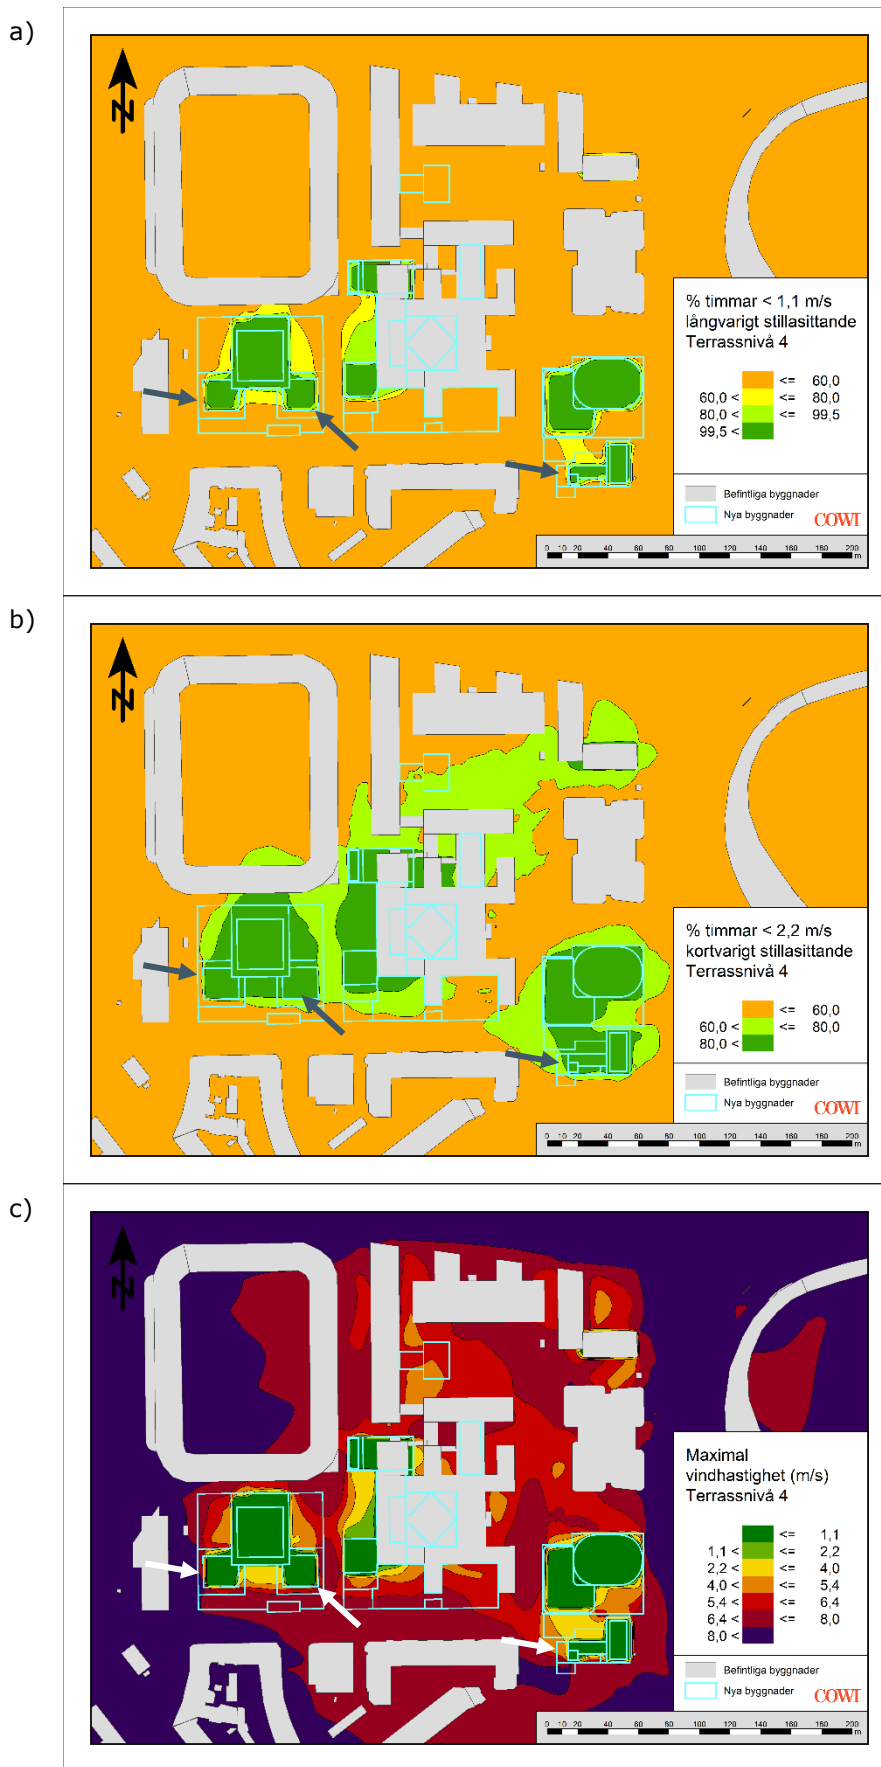 a)
N
% timmar < 1,1 m/s
långvarigt stillasittande
Terrassnivå 4
<= 60,0
60,0 < <= 80,0
80,0 < <= 99,5
99,5 <
Befintliga byggnader
Nya byggnader
COWI
0 10 20 40 60 80 100 120 140 160 180 200
m
b)
N
% timmar < 2,2 m/s
kortvarigt stillasittande
Terrassnivå 4
<= 60,0
60,0 < <= 80,0
80,0 <
Befintliga byggnader
Nya byggnader
COWI
0 10 20 40 60 80 100 120 140 160 180 200
m
c)
N
Maximal
vindhastighet (m/s)
Terrassnivå 4
<= 1,1
1,1 < <= 2,2
2,2 < <= 4,0
4,0 < <= 5,4
5,4 < <= 6,4
6,4 < <= 8,0
8,0 <
Befintliga byggnader
Nya byggnader
COWI
0 10 20 40 60 80 100 120 140 160 180 200
m